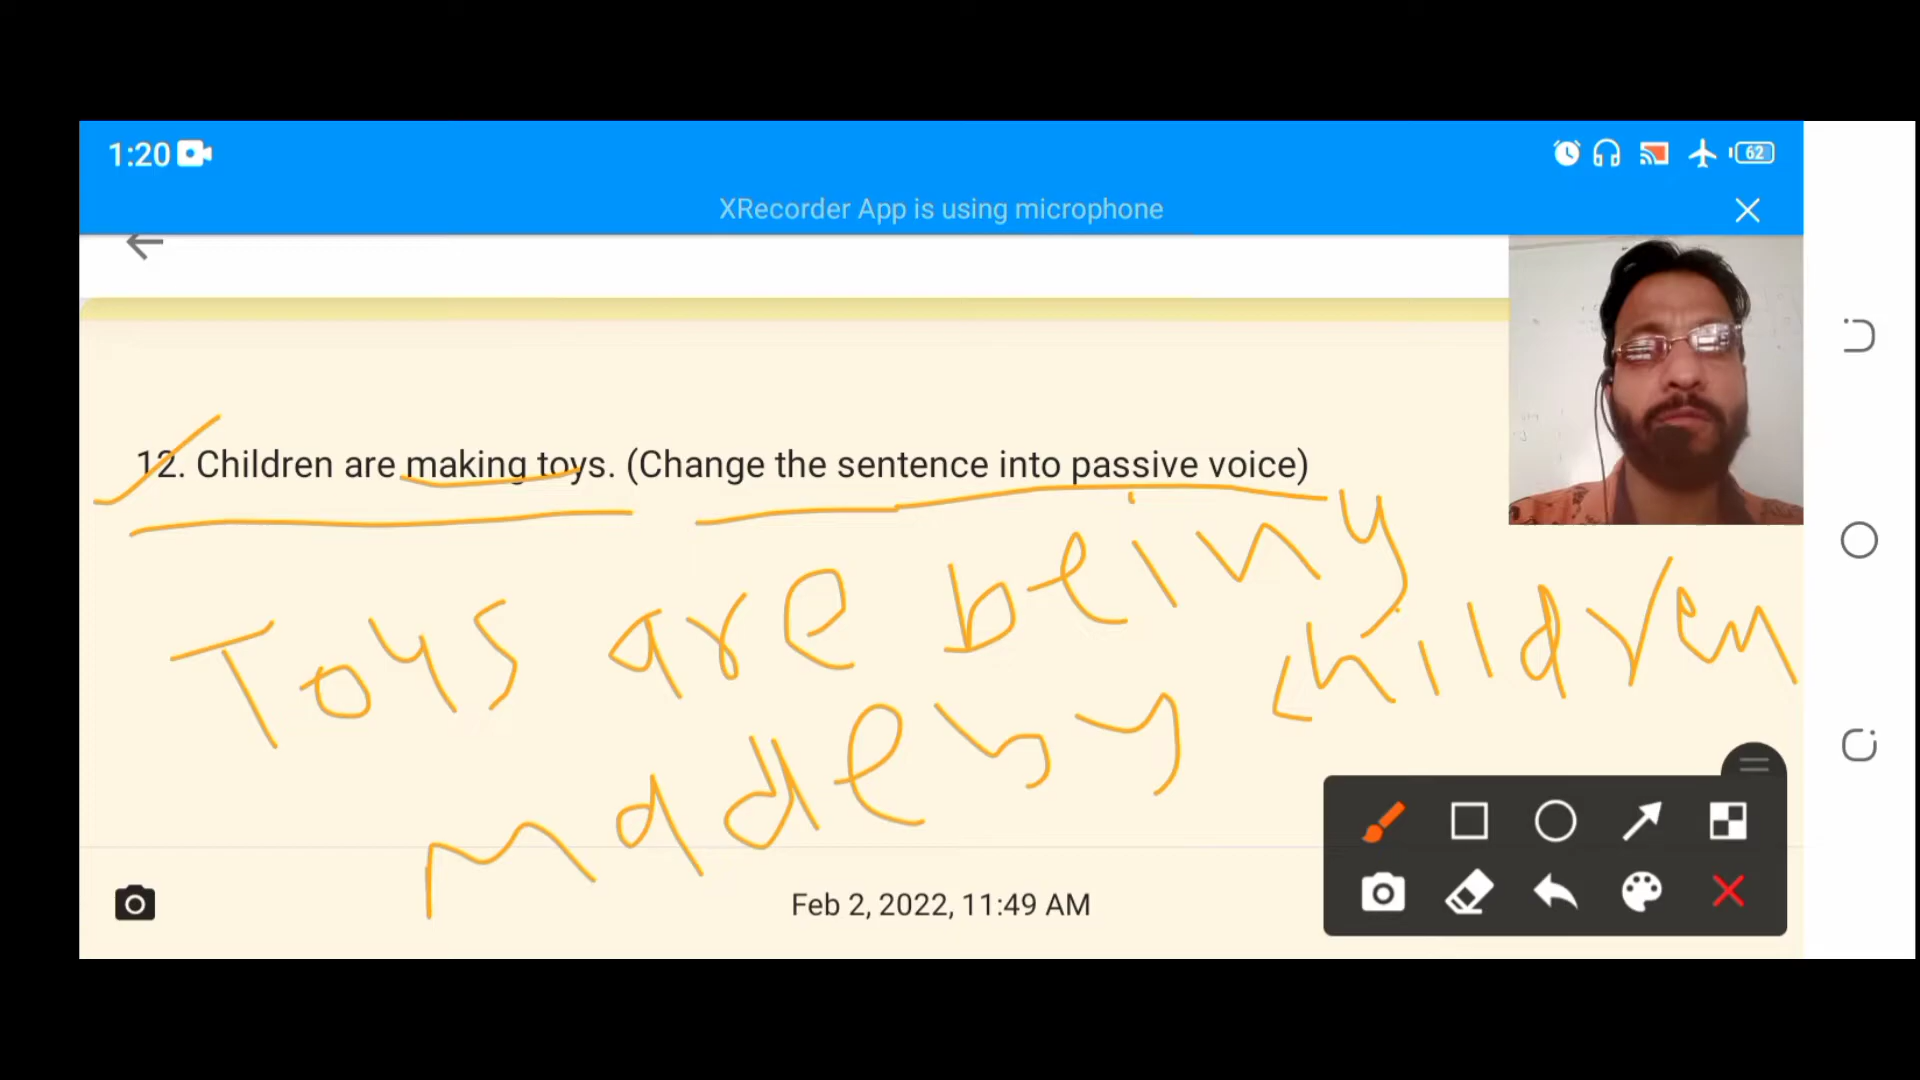 1:20
62
XRecorder App is using microphone
12. Children are making toys. (Change the sentence into passive voice)
Toys are being
made by children
Feb 2, 2022, 11:49 AM